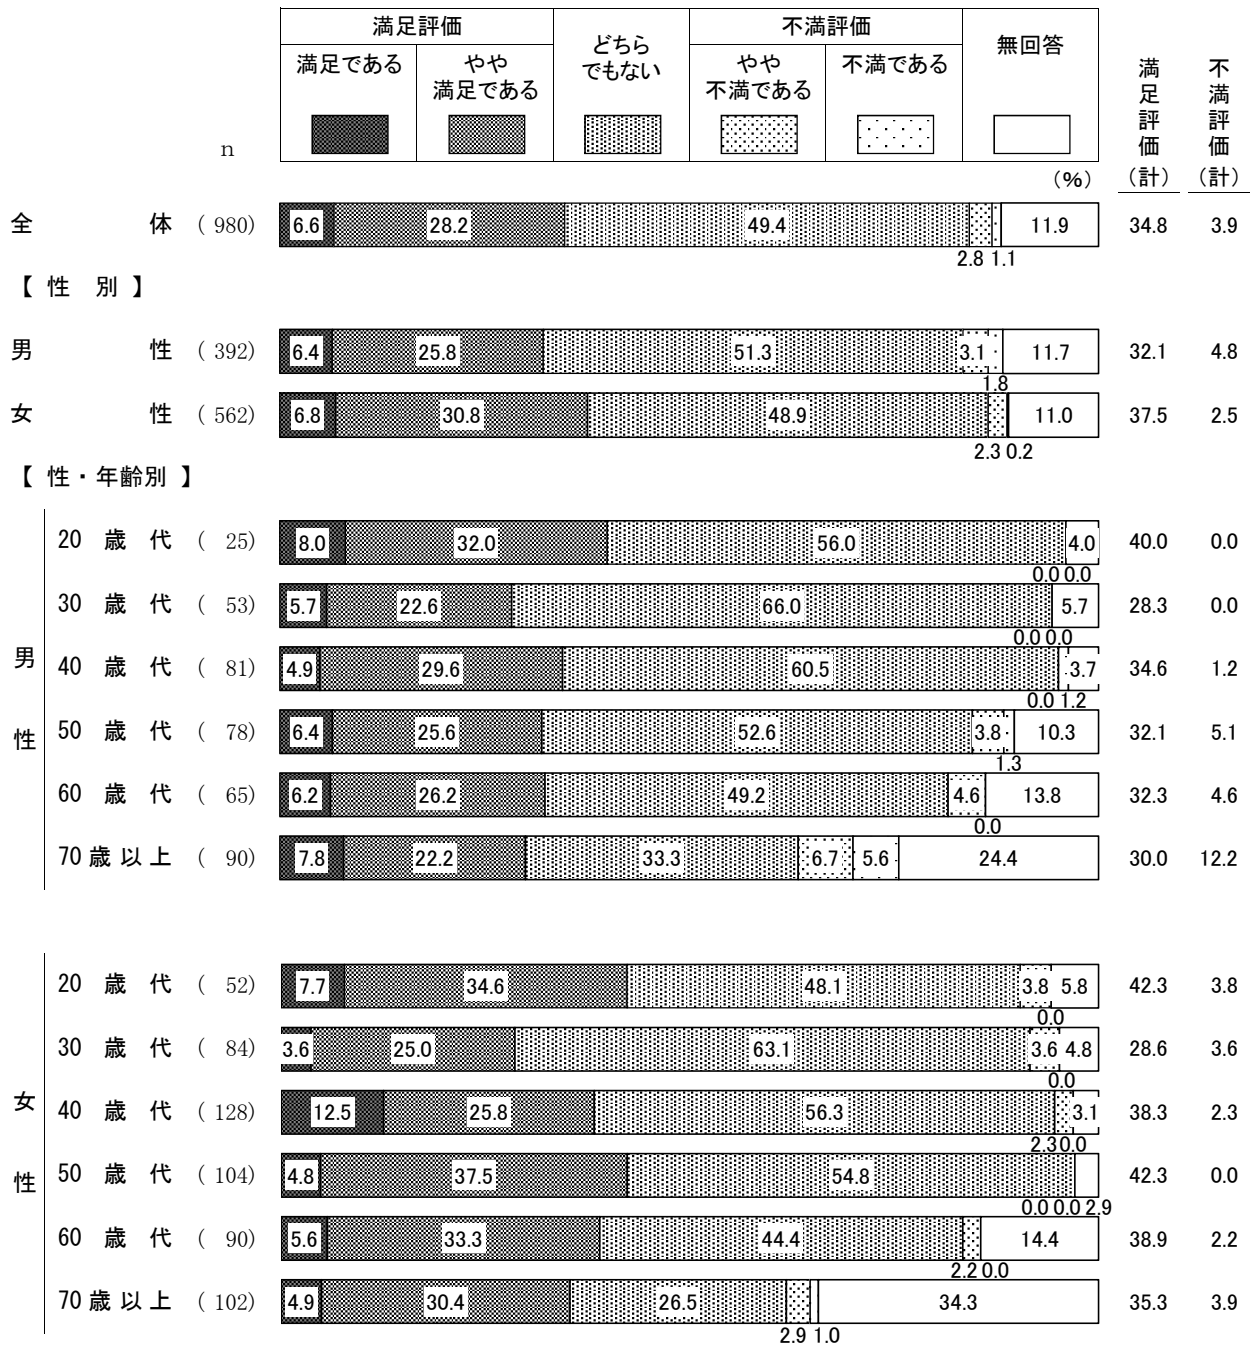 満足評価 どちらでもない 不満評価 無回答
満足である やや満足である やや不満である 不満である
満足評価（計） 不満評価（計）
n
（%）
全体 ( 980) 6.6 28.2 49.4 11.9 34.8 3.9
2.8 1.1
【 性 別 】
男性 ( 392) 6.4 25.8 51.3 3.1 11.7 32.1 4.8
1.8
女性 ( 562) 6.8 30.8 48.9 11.0 37.5 2.5
2.3 0.2
【 性・年齢別 】
男性
20 歳 代 ( 25) 8.0 32.0 56.0 4.0 40.0 0.0
0.0 0.0
30 歳 代 ( 53) 5.7 22.6 66.0 5.7 28.3 0.0
0.0 0.0
40 歳 代 ( 81) 4.9 29.6 60.5 3.7 34.6 1.2
0.0 1.2
50 歳 代 ( 78) 6.4 25.6 52.6 3.8 10.3 32.1 5.1
1.3
60 歳 代 ( 65) 6.2 26.2 49.2 4.6 13.8 32.3 4.6
0.0
70 歳 以 上 ( 90) 7.8 22.2 33.3 6.7 5.6 24.4 30.0 12.2
女性
20 歳 代 ( 52) 7.7 34.6 48.1 3.8 5.8 42.3 3.8
0.0
30 歳 代 ( 84) 3.6 25.0 63.1 3.6 4.8 28.6 3.6
0.0
40 歳 代 ( 128) 12.5 25.8 56.3 3.1 38.3 2.3
2.3 0.0
50 歳 代 ( 104) 4.8 37.5 54.8 42.3 0.0
0.0 0.0 2.9
60 歳 代 ( 90) 5.6 33.3 44.4 14.4 38.9 2.2
2.2 0.0
70 歳 以 上 ( 102) 4.9 30.4 26.5 34.3 35.3 3.9
2.9 1.0